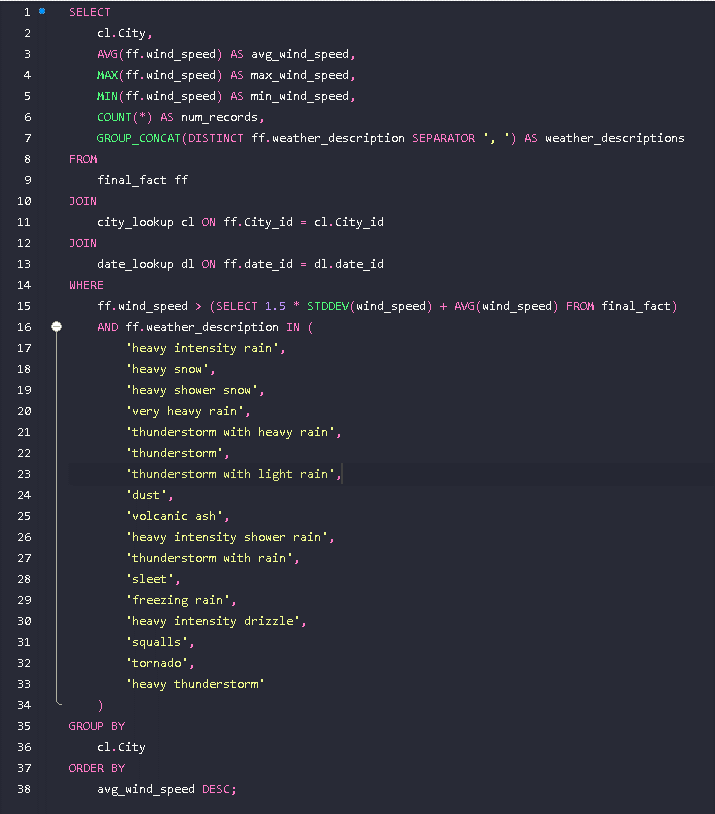 1 SELECT
2 cl.City,
3 AVG(ff.wind_speed) AS avg_wind_speed,
4 MAX(ff.wind_speed) AS max_wind_speed,
5 MIN(ff.wind_speed) AS min_wind_speed,
6 COUNT(*) AS num_records,
7 GROUP_CONCAT(DISTINCT ff.weather_description SEPARATOR ', ') AS weather_descriptions
8 FROM
9 final_fact ff
10 JOIN
11 city_lookup cl ON ff.City_id = cl.City_id
12 JOIN
13 date_lookup dl ON ff.date_id = dl.date_id
14 WHERE
15 ff.wind_speed > (SELECT 1.5 * STDDEV(wind_speed) + AVG(wind_speed) FROM final_fact)
16 AND ff.weather_description IN (
17 'heavy intensity rain',
18 'heavy snow',
19 'heavy shower snow',
20 'very heavy rain',
21 'thunderstorm with heavy rain',
22 'thunderstorm',
23 'thunderstorm with light rain',
24 'dust',
25 'volcanic ash',
26 'heavy intensity shower rain',
27 'thunderstorm with rain',
28 'sleet',
29 'freezing rain',
30 'heavy intensity drizzle',
31 'squalls',
32 'tornado',
33 'heavy thunderstorm'
34 )
35 GROUP BY
36 cl.City
37 ORDER BY
38 avg_wind_speed DESC;